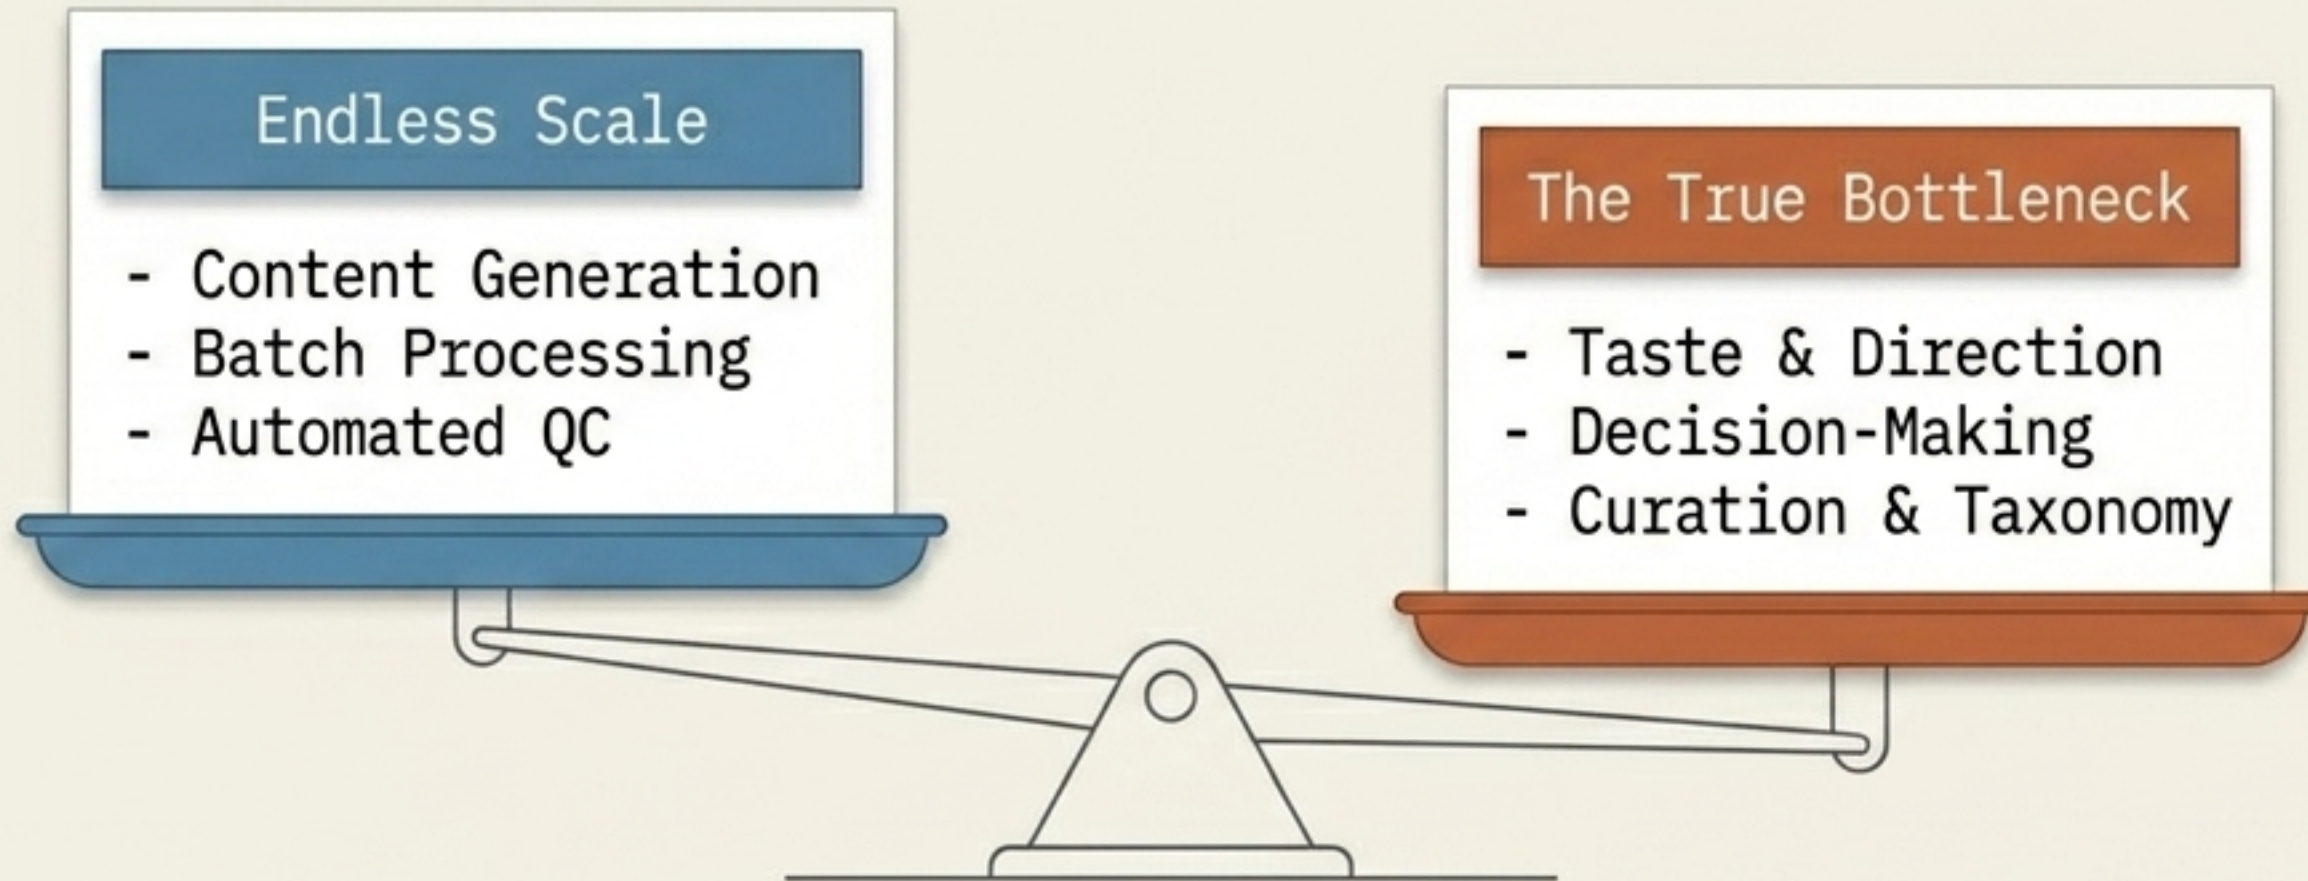 Endless Scale
- Content Generation
- Batch Processing
- Automated QC
The True Bottleneck
- Taste & Direction
- Decision-Making
- Curation & Taxonomy